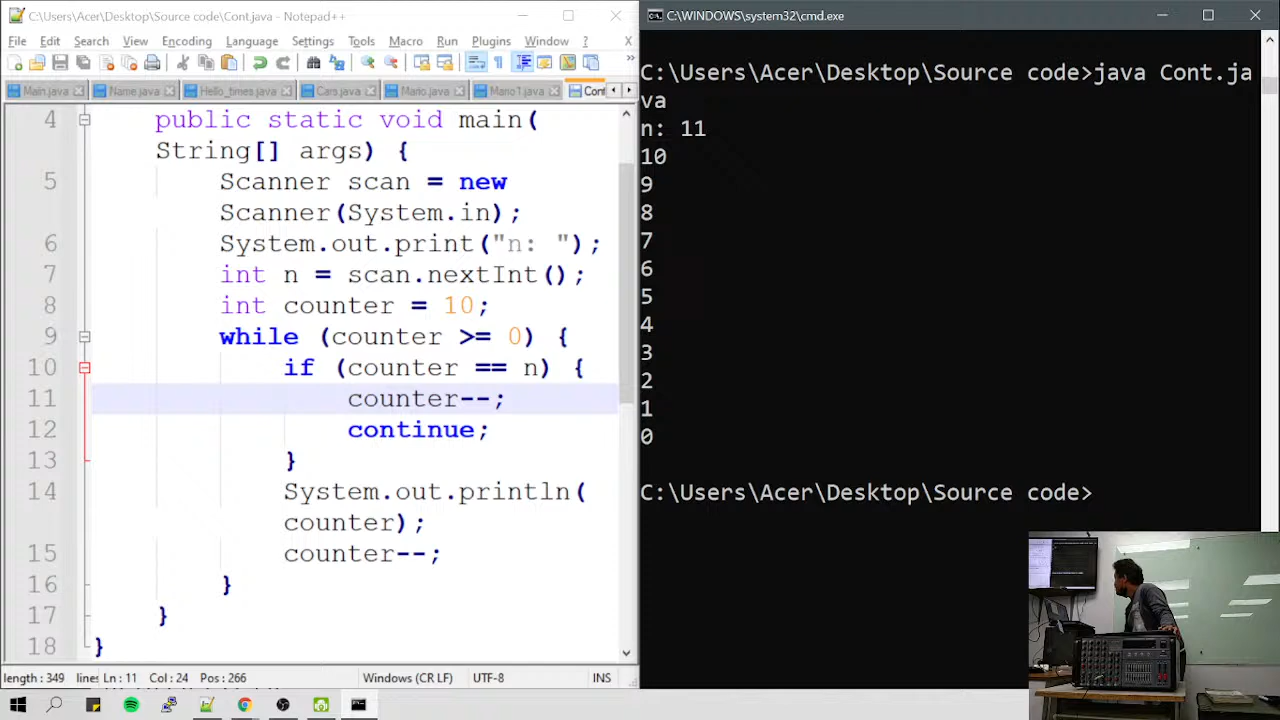 C:\Users\Acer\Desktop\Source code\Cont.java - Notepad++
File Edit Search View Encoding Language Settings Tools Macro Run Plugins Window ? X
Main.java Name.java Hello_times.java Cars.java Mario.java Mario1.java Cont
4 public static void main(
String[] args) {
5 Scanner scan = new
Scanner(System.in);
6 System.out.print("n: ");
7 int n = scan.nextInt();
8 int counter = 10;
9 while (counter >= 0) {
10 if (counter == n) {
11 counter--;
12 continue;
13 }
14 System.out.println(
counter);
15 counter--;
16 }
17 }
18 }
length: 349 lines Ln : 11 Col : 24 Pos : 266 Windows (CR LF) UTF-8 INS
C:\WINDOWS\system32\cmd.exe
C:\Users\Acer\Desktop\Source code>java Cont.ja
va
n: 11
10
9
8
7
6
5
4
3
2
1
0
C:\Users\Acer\Desktop\Source code>